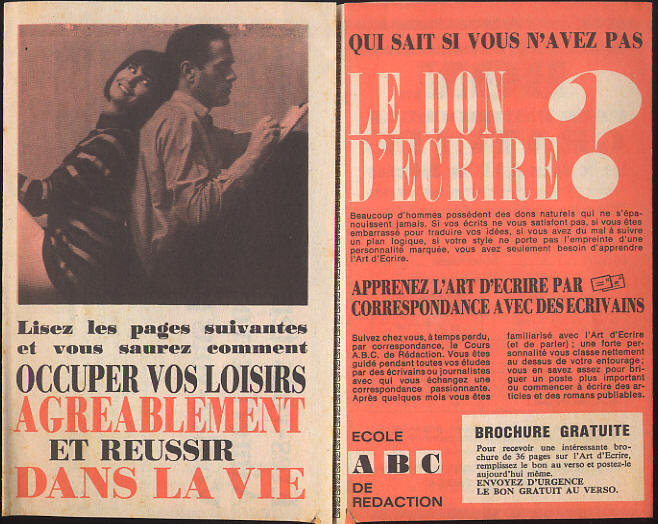 Lisez les pages suivantes
et vous saurez comment
OCCUPER VOS LOISIRS
AGREABLEMENT
ET REUSSIR
DANS LA VIE
QUI SAIT SI VOUS N'AVEZ PAS
LE DON
D'ECRIRE ?
Beaucoup d'hommes possèdent des dons naturels qui ne s'épa-
nouissent jamais. Si vos écrits ne vous satisfont pas, si vous êtes
embarrassé pour traduire vos idées, si vous avez du mal à suivre
un plan logique, si votre style ne porte pas l'empreinte d'une
personnalité marquée, vous avez seulement besoin d'apprendre
l'Art d'Ecrire.
APPRENEZ L'ART D'ECRIRE PAR
CORRESPONDANCE AVEC DES ECRIVAINS
Suivez chez vous, à temps perdu,
par correspondance, le Cours
A.B.C. de Rédaction. Vous êtes
guidé pendant toutes vos études
par des écrivains ou journalistes
avec qui vous échangez une
correspondance passionnante.
Après quelques mois vous êtes
familiarisé avec l'Art d'Ecrire
(et de parler) ; une forte per-
sonnalité vous classe nettement
au dessus de votre entourage ;
vous en savez assez pour bri-
guer un poste plus important
ou commencer à écrire des ar-
ticles et des romans publiables.
ECOLE
A B C
DE
REDACTION
BROCHURE GRATUITE
Pour recevoir une intéressante bro-
chure de 36 pages sur l'Art d'Ecrire,
remplissez le bon au verso et postez-le
aujourd'hui même.
ENVOYEZ D'URGENCE
LE BON GRATUIT AU VERSO.